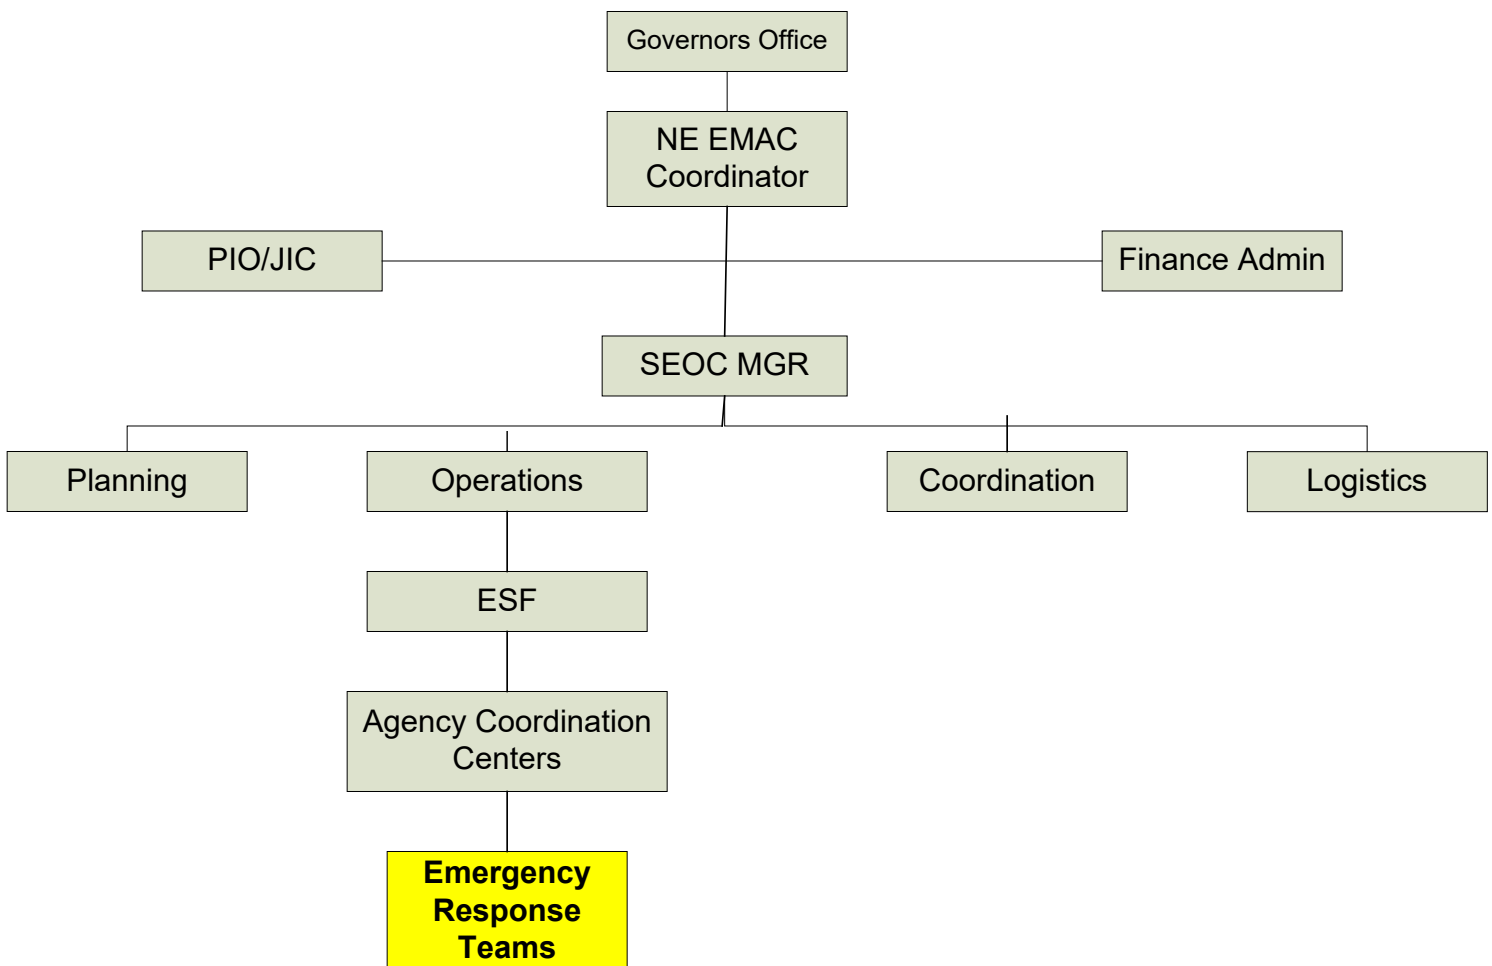 Governors Office
NE EMAC
Coordinator
PIO/JIC
Finance Admin
SEOC MGR
Planning
Operations
Coordination
Logistics
ESF
Agency Coordination
Centers
Emergency
Response
Teams